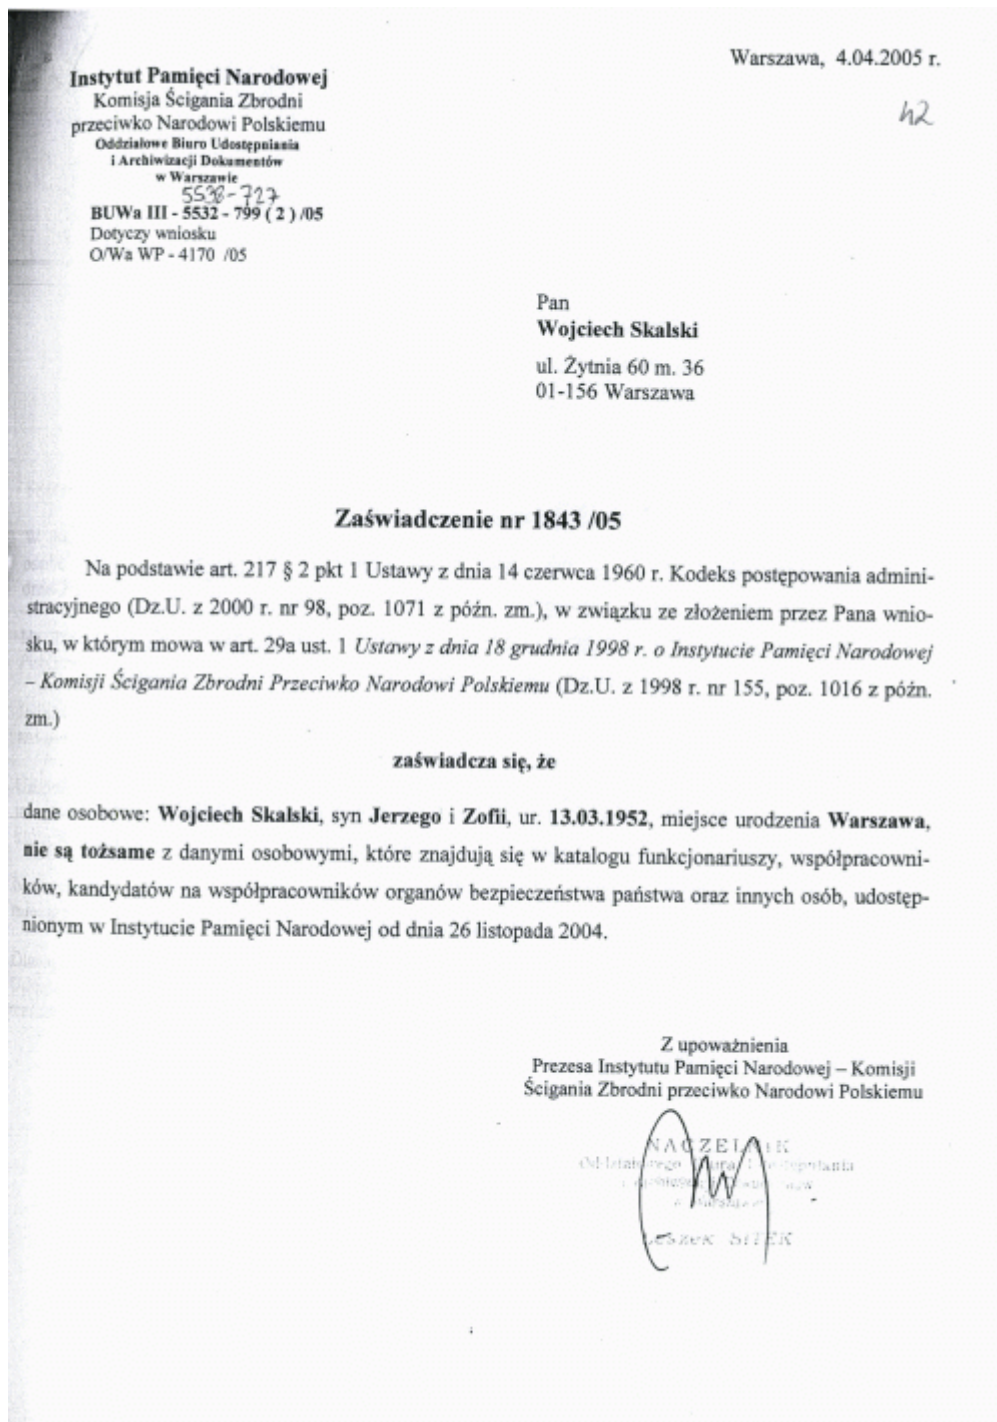 Warszawa, 4.04.2005 r.
42
Instytut Pamięci Narodowej
Komisja Ścigania Zbrodni
przeciwko Narodowi Polskiemu
Oddziałowe Biuro Udostępniania
i Archiwizacji Dokumentów
w Warszawie
5538-727
BUWa III - 5532 - 799 ( 2 ) /05
Dotyczy wniosku
O/Wa WP - 4170 /05
Pan
Wojciech Skalski
ul. Żytnia 60 m. 36
01-156 Warszawa
Zaświadczenie nr 1843 /05
Na podstawie art. 217 § 2 pkt 1 Ustawy z dnia 14 czerwca 1960 r. Kodeks postępowania admini-
stracyjnego (Dz.U. z 2000 r. nr 98, poz. 1071 z późn. zm.), w związku ze złożeniem przez Pana wnio-
sku, w którym mowa w art. 29a ust. 1 Ustawy z dnia 18 grudnia 1998 r. o Instytucie Pamięci Narodowej
– Komisji Ścigania Zbrodni Przeciwko Narodowi Polskiemu (Dz.U. z 1998 r. nr 155, poz. 1016 z późn.
zm.)
zaświadcza się, że
dane osobowe: Wojciech Skalski, syn Jerzego i Zofii, ur. 13.03.1952, miejsce urodzenia Warszawa,
nie są tożsame z danymi osobowymi, które znajdują się w katalogu funkcjonariuszy, współpracowni-
ków, kandydatów na współpracowników organów bezpieczeństwa państwa oraz innych osób, udostęp-
nionym w Instytucie Pamięci Narodowej od dnia 26 listopada 2004.
Z upoważnienia
Prezesa Instytutu Pamięci Narodowej – Komisji
Ścigania Zbrodni przeciwko Narodowi Polskiemu
NACZELNIK
Oddziałowego Biura Udostępniania
w Warszawie
Leszek SITEK